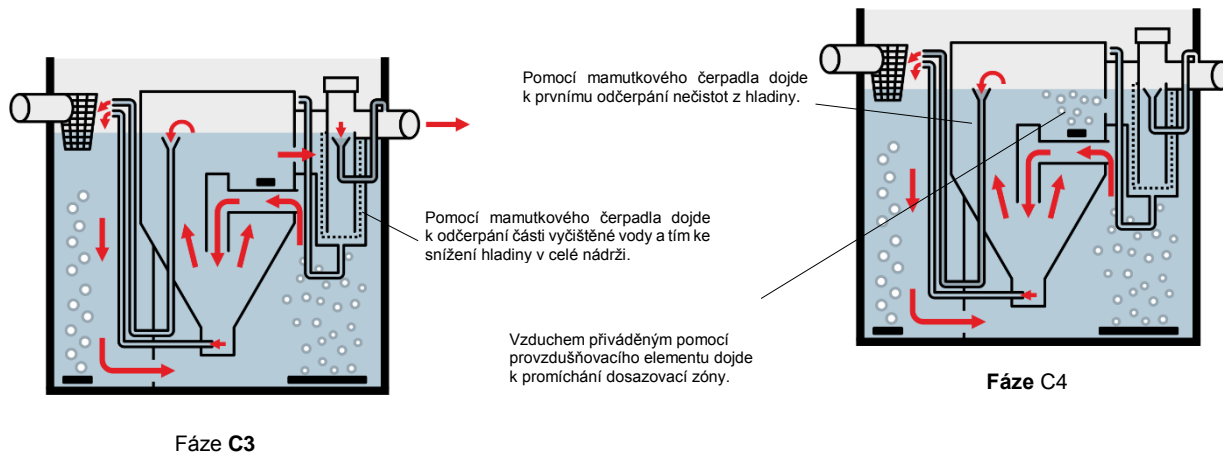 Pomocí mamutkového čerpadla dojde
k prvnímu odčerpání nečistot z hladiny.
Pomocí mamutkového čerpadla dojde
k odčerpání části vyčištěné vody a tím ke
snížení hladiny v celé nádrži.
Vzduchem přiváděným pomocí
provzdušňovacího elementu dojde
k promíchání dosazovací zóny.
Fáze C4
Fáze C3